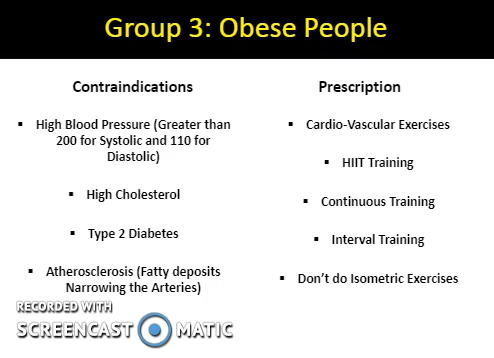 Group 3: Obese People
Contraindications
▪ High Blood Pressure (Greater than
200 for Systolic and 110 for
Diastolic)
▪ High Cholesterol
▪ Type 2 Diabetes
▪ Atherosclerosis (Fatty deposits
Narrowing the Arteries)
Prescription
▪ Cardio-Vascular Exercises
▪ HIIT Training
▪ Continuous Training
▪ Interval Training
▪ Don't do Isometric Exercises
RECORDED WITH
SCREENCAST MATIC